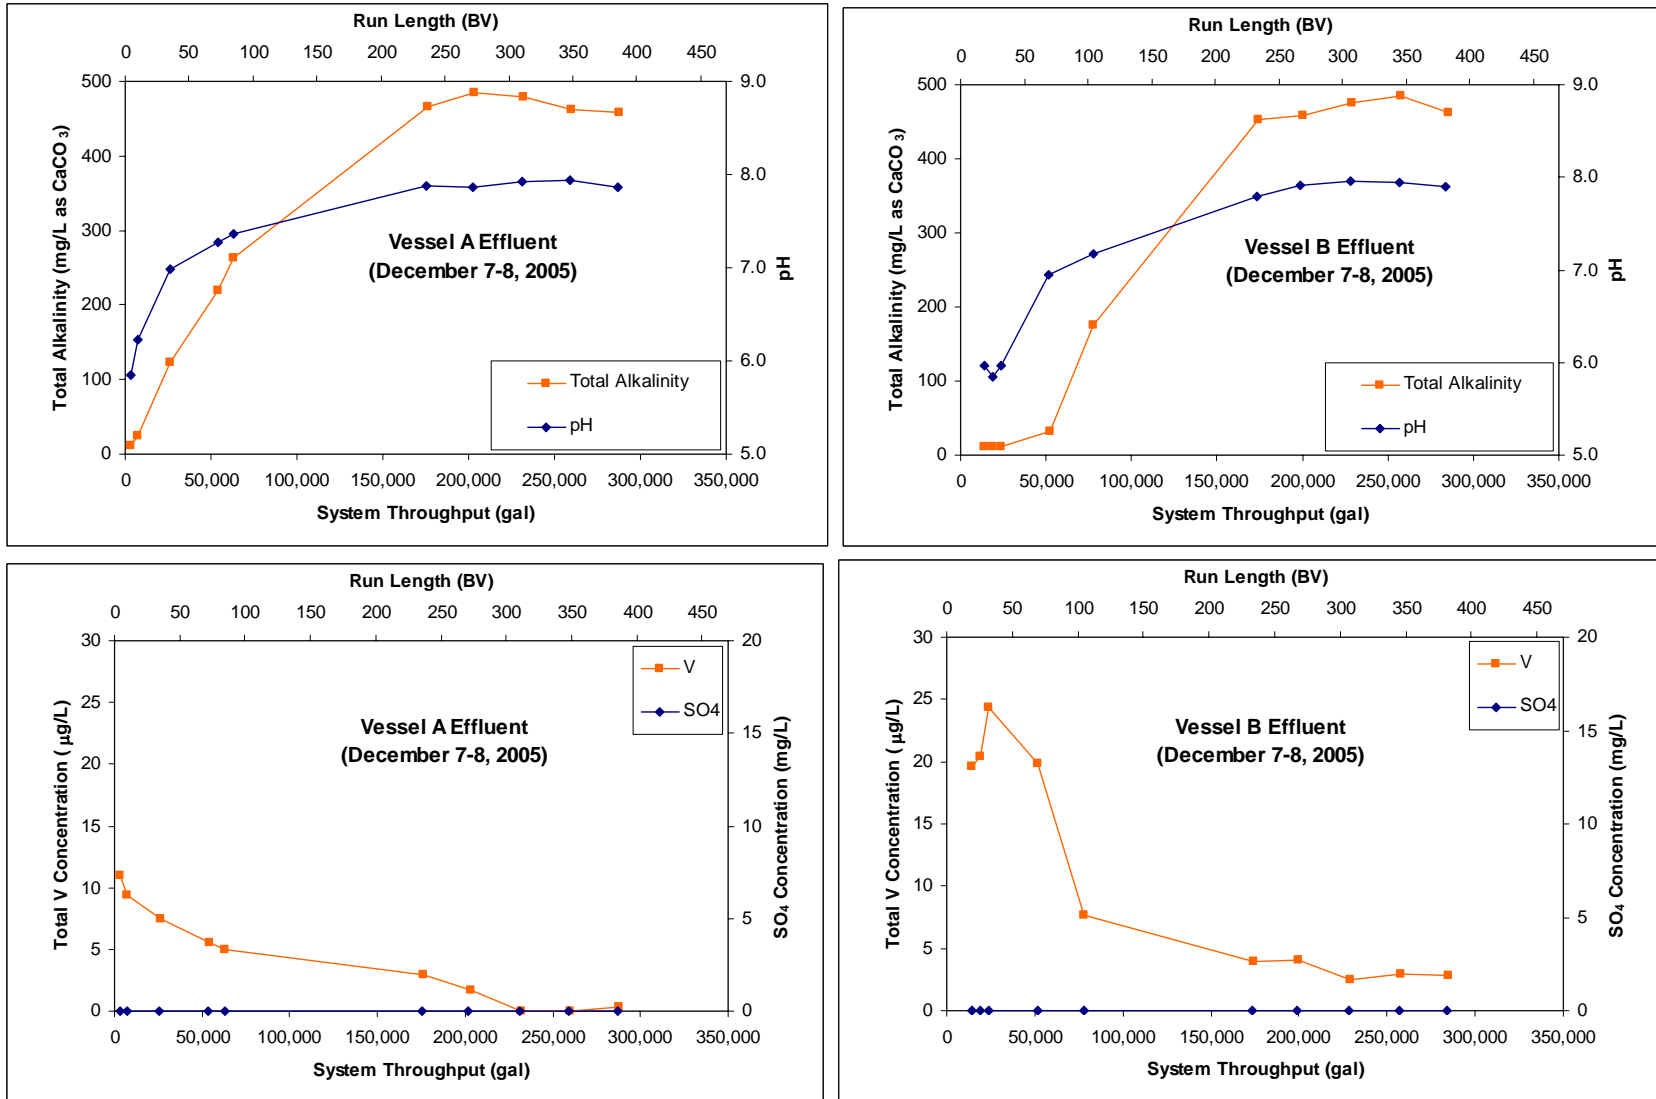 Run Length (BV)
0 50 100 150 200 250 300 350 400 450
500 400 300 200 100 0
Total Alkalinity (mg/L as CaCO3)
9.0 8.0 7.0 6.0 5.0
pH
Vessel A Effluent
(December 7-8, 2005)
Total Alkalinity
pH
0 50,000 100,000 150,000 200,000 250,000 300,000 350,000
System Throughput (gal)
Run Length (BV)
0 50 100 150 200 250 300 350 400 450
500 400 300 200 100 0
Total Alkalinity (mg/L as CaCO3)
9.0 8.0 7.0 6.0 5.0
pH
Vessel B Effluent
(December 7-8, 2005)
Total Alkalinity
pH
0 50,000 100,000 150,000 200,000 250,000 300,000 350,000
System Throughput (gal)
Run Length (BV)
0 50 100 150 200 250 300 350 400 450
30 25 20 15 10 5 0
Total V Concentration (µg/L)
20 15 10 5 0
SO4 Concentration (mg/L)
V
SO4
Vessel A Effluent
(December 7-8, 2005)
0 50,000 100,000 150,000 200,000 250,000 300,000 350,000
System Throughput (gal)
Run Length (BV)
0 50 100 150 200 250 300 350 400 450
30 25 20 15 10 5 0
Total V Concentration (µg/L)
20 15 10 5 0
SO4 Concentration (mg/L)
V
SO4
Vessel B Effluent
(December 7-8, 2005)
0 50,000 100,000 150,000 200,000 250,000 300,000 350,000
System Throughput (gal)